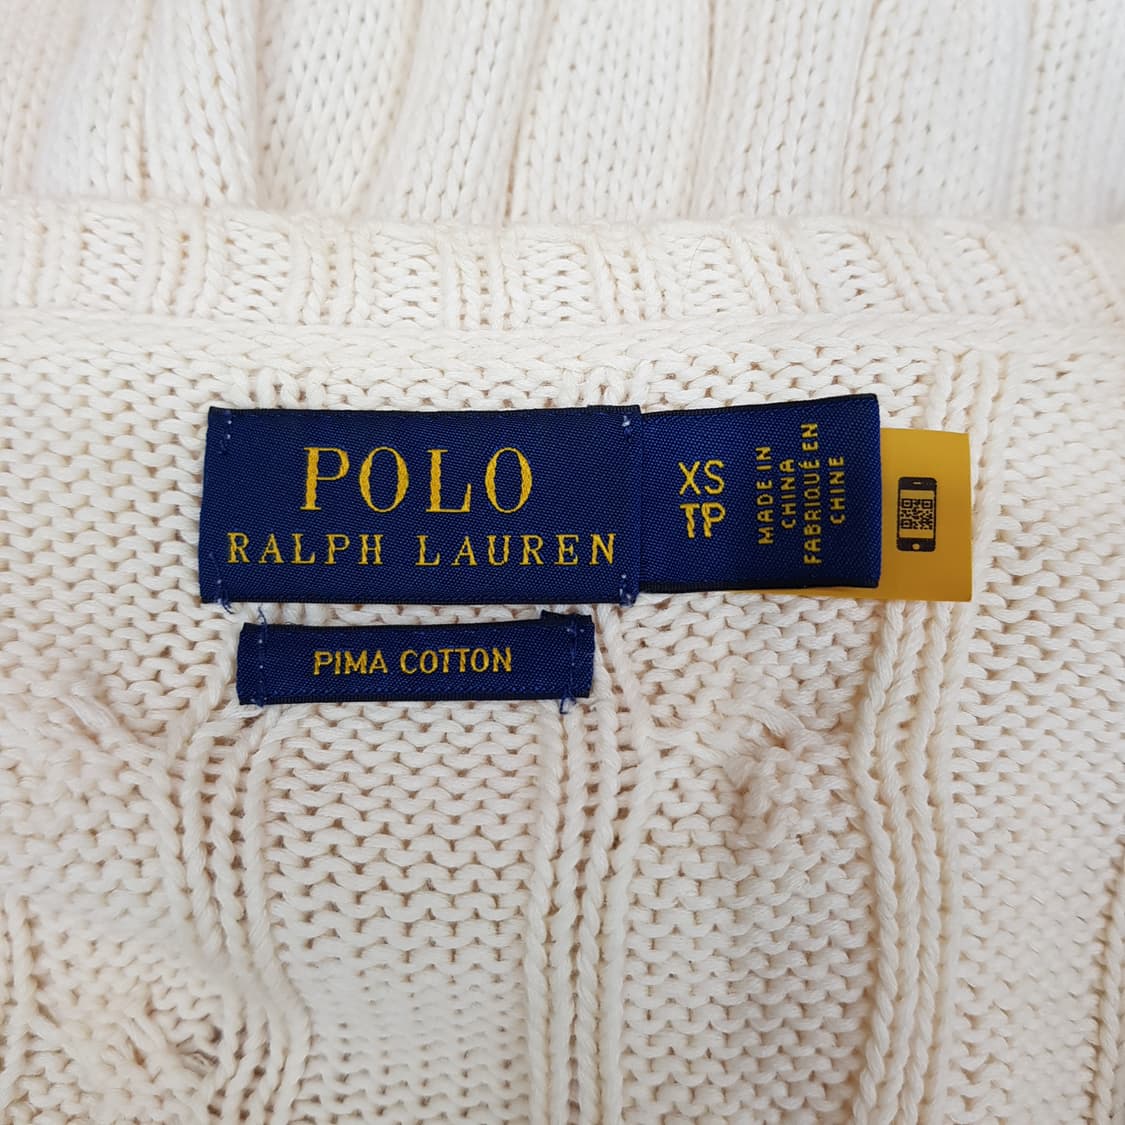 POLO
RALPH LAUREN
XS
TP
MADE IN
CHINA
FABRIQUÉ EN
CHINE
PIMA COTTON